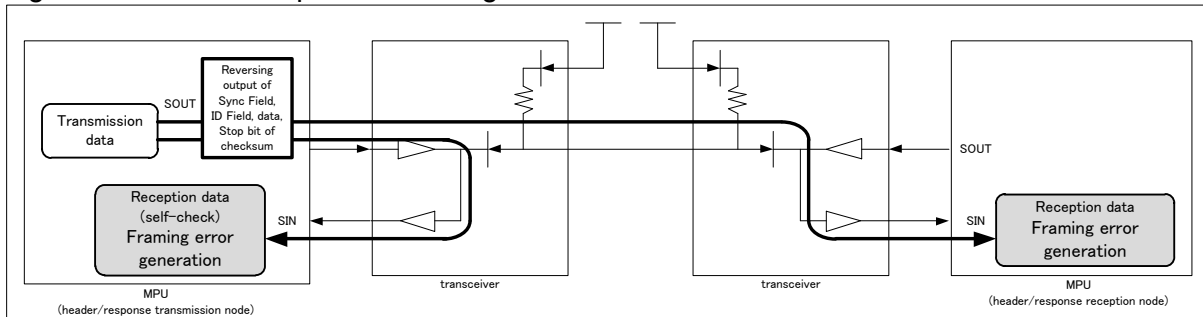 Transmission
data
SOUT
Reversing
output of
Sync Field,
ID Field, data,
Stop bit of
checksum
Reception data
(self-check)
Framing error
generation
SIN
MPU
(header/response transmission node)
transceiver
transceiver
SOUT
SIN
Reception data
Framing error
generation
MPU
(header/response reception node)